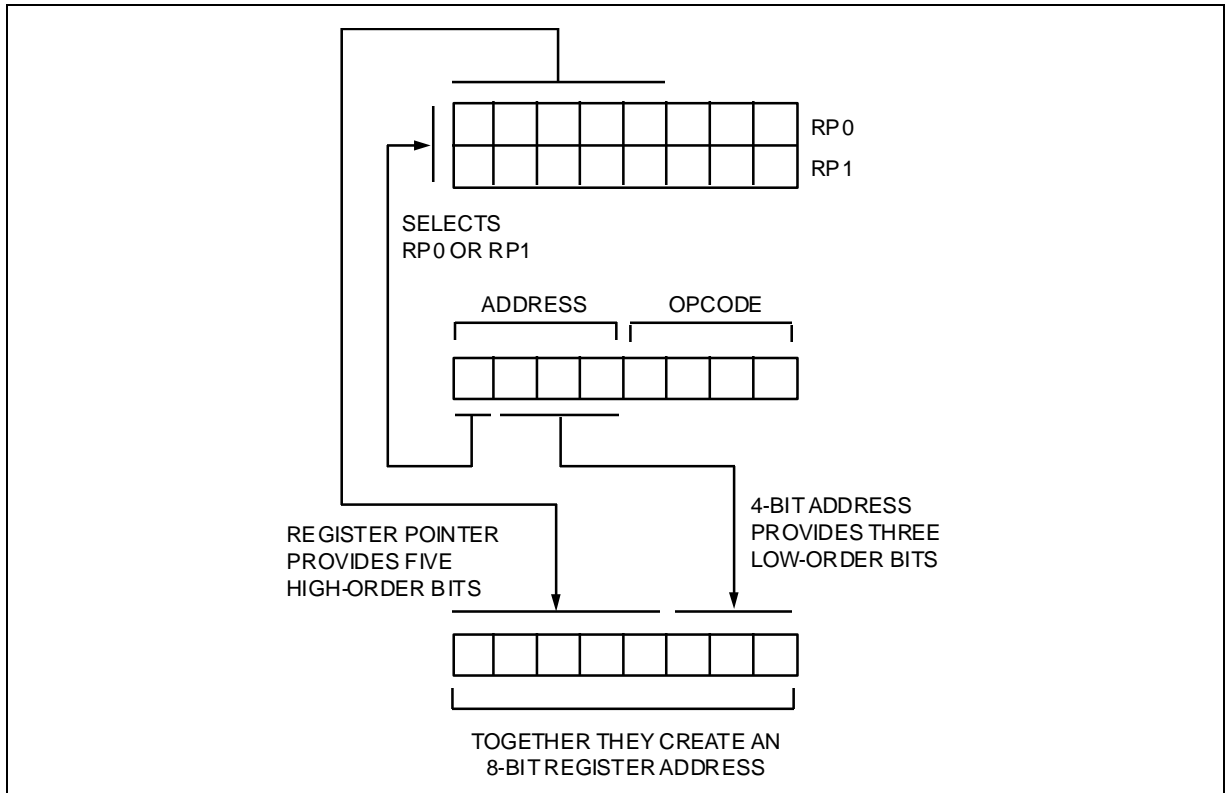 RP0
RP1
SELECTS
RP0 OR RP1
ADDRESS
OPCODE
4-BIT ADDRESS
PROVIDES THREE
LOW-ORDER BITS
REGISTER POINTER
PROVIDES FIVE
HIGH-ORDER BITS
TOGETHER THEY CREATE AN
8-BIT REGISTER ADDRESS